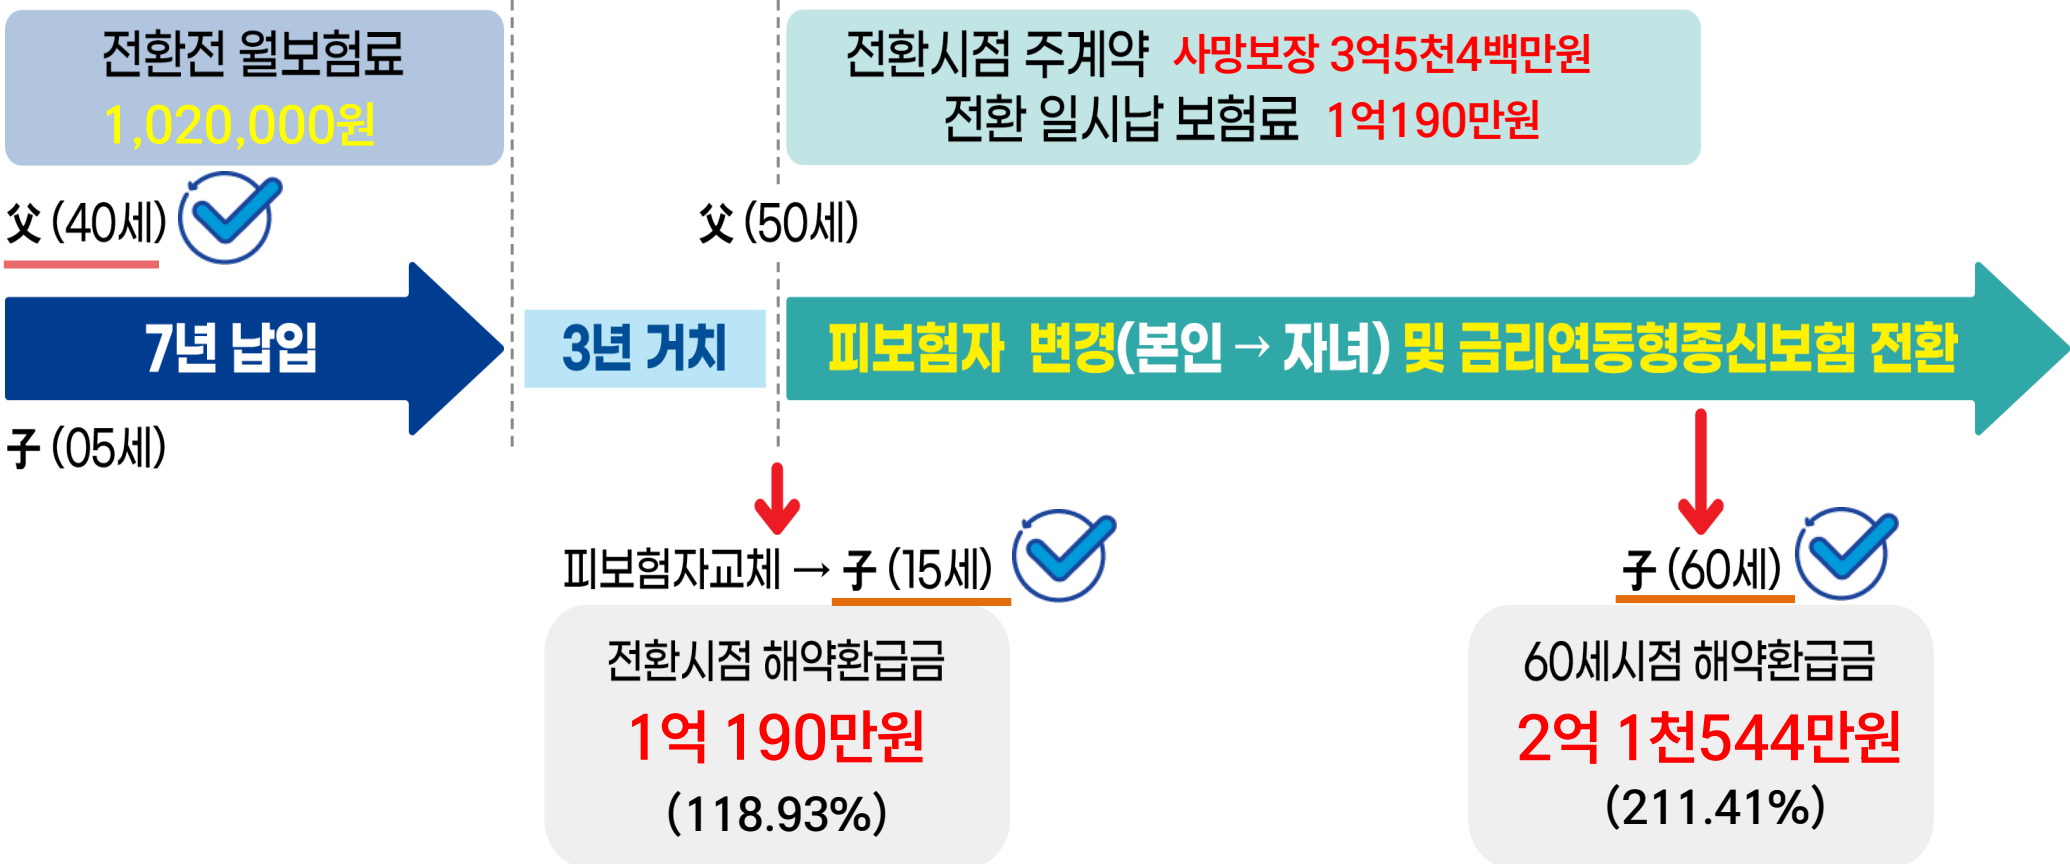 전환전 월보험료
1,020,000원
전환시점 주계약 사망보장 3억5천4백만원
전환 일시납 보험료 1억190만원
父 (40세)
父 (50세)
7년 납입
3년 거치
피보험자 변경(본인 → 자녀) 및 금리연동형종신보험 전환
子 (05세)
피보험자교체 → 子 (15세)
子 (60세)
전환시점 해약환급금
1억 190만원
(118.93%)
60세시점 해약환급금
2억 1천544만원
(211.41%)